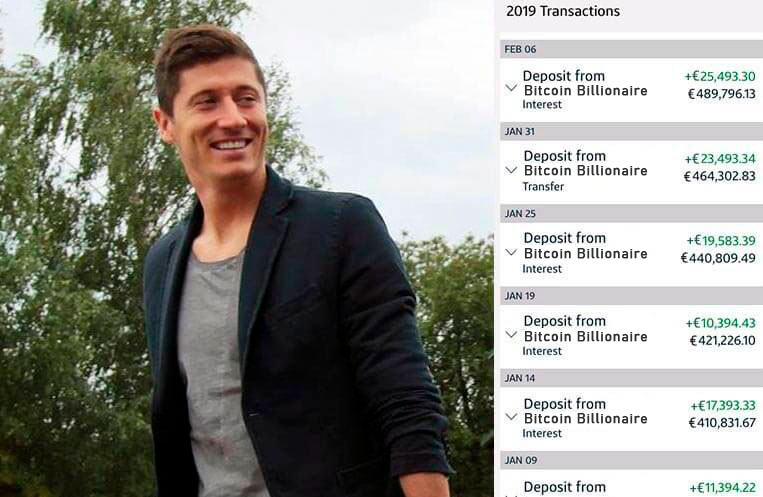 2019 Transactions
FEB 06
Deposit from
+€25,493.30
Bitcoin Billionaire
€489,796.13
Interest
JAN 31
Deposit from
+€23,493.34
Bitcoin Billionaire
€464,302.83
Transfer
JAN 25
Deposit from
+€19,583.39
Bitcoin Billionaire
€440,809.49
Interest
JAN 19
Deposit from
+€10,394.43
Bitcoin Billionaire
€421,226.10
Interest
JAN 14
Deposit from
+€17,393.33
Bitcoin Billionaire
€410,831.67
Interest
JAN 09
Deposit from
+€11,394.22